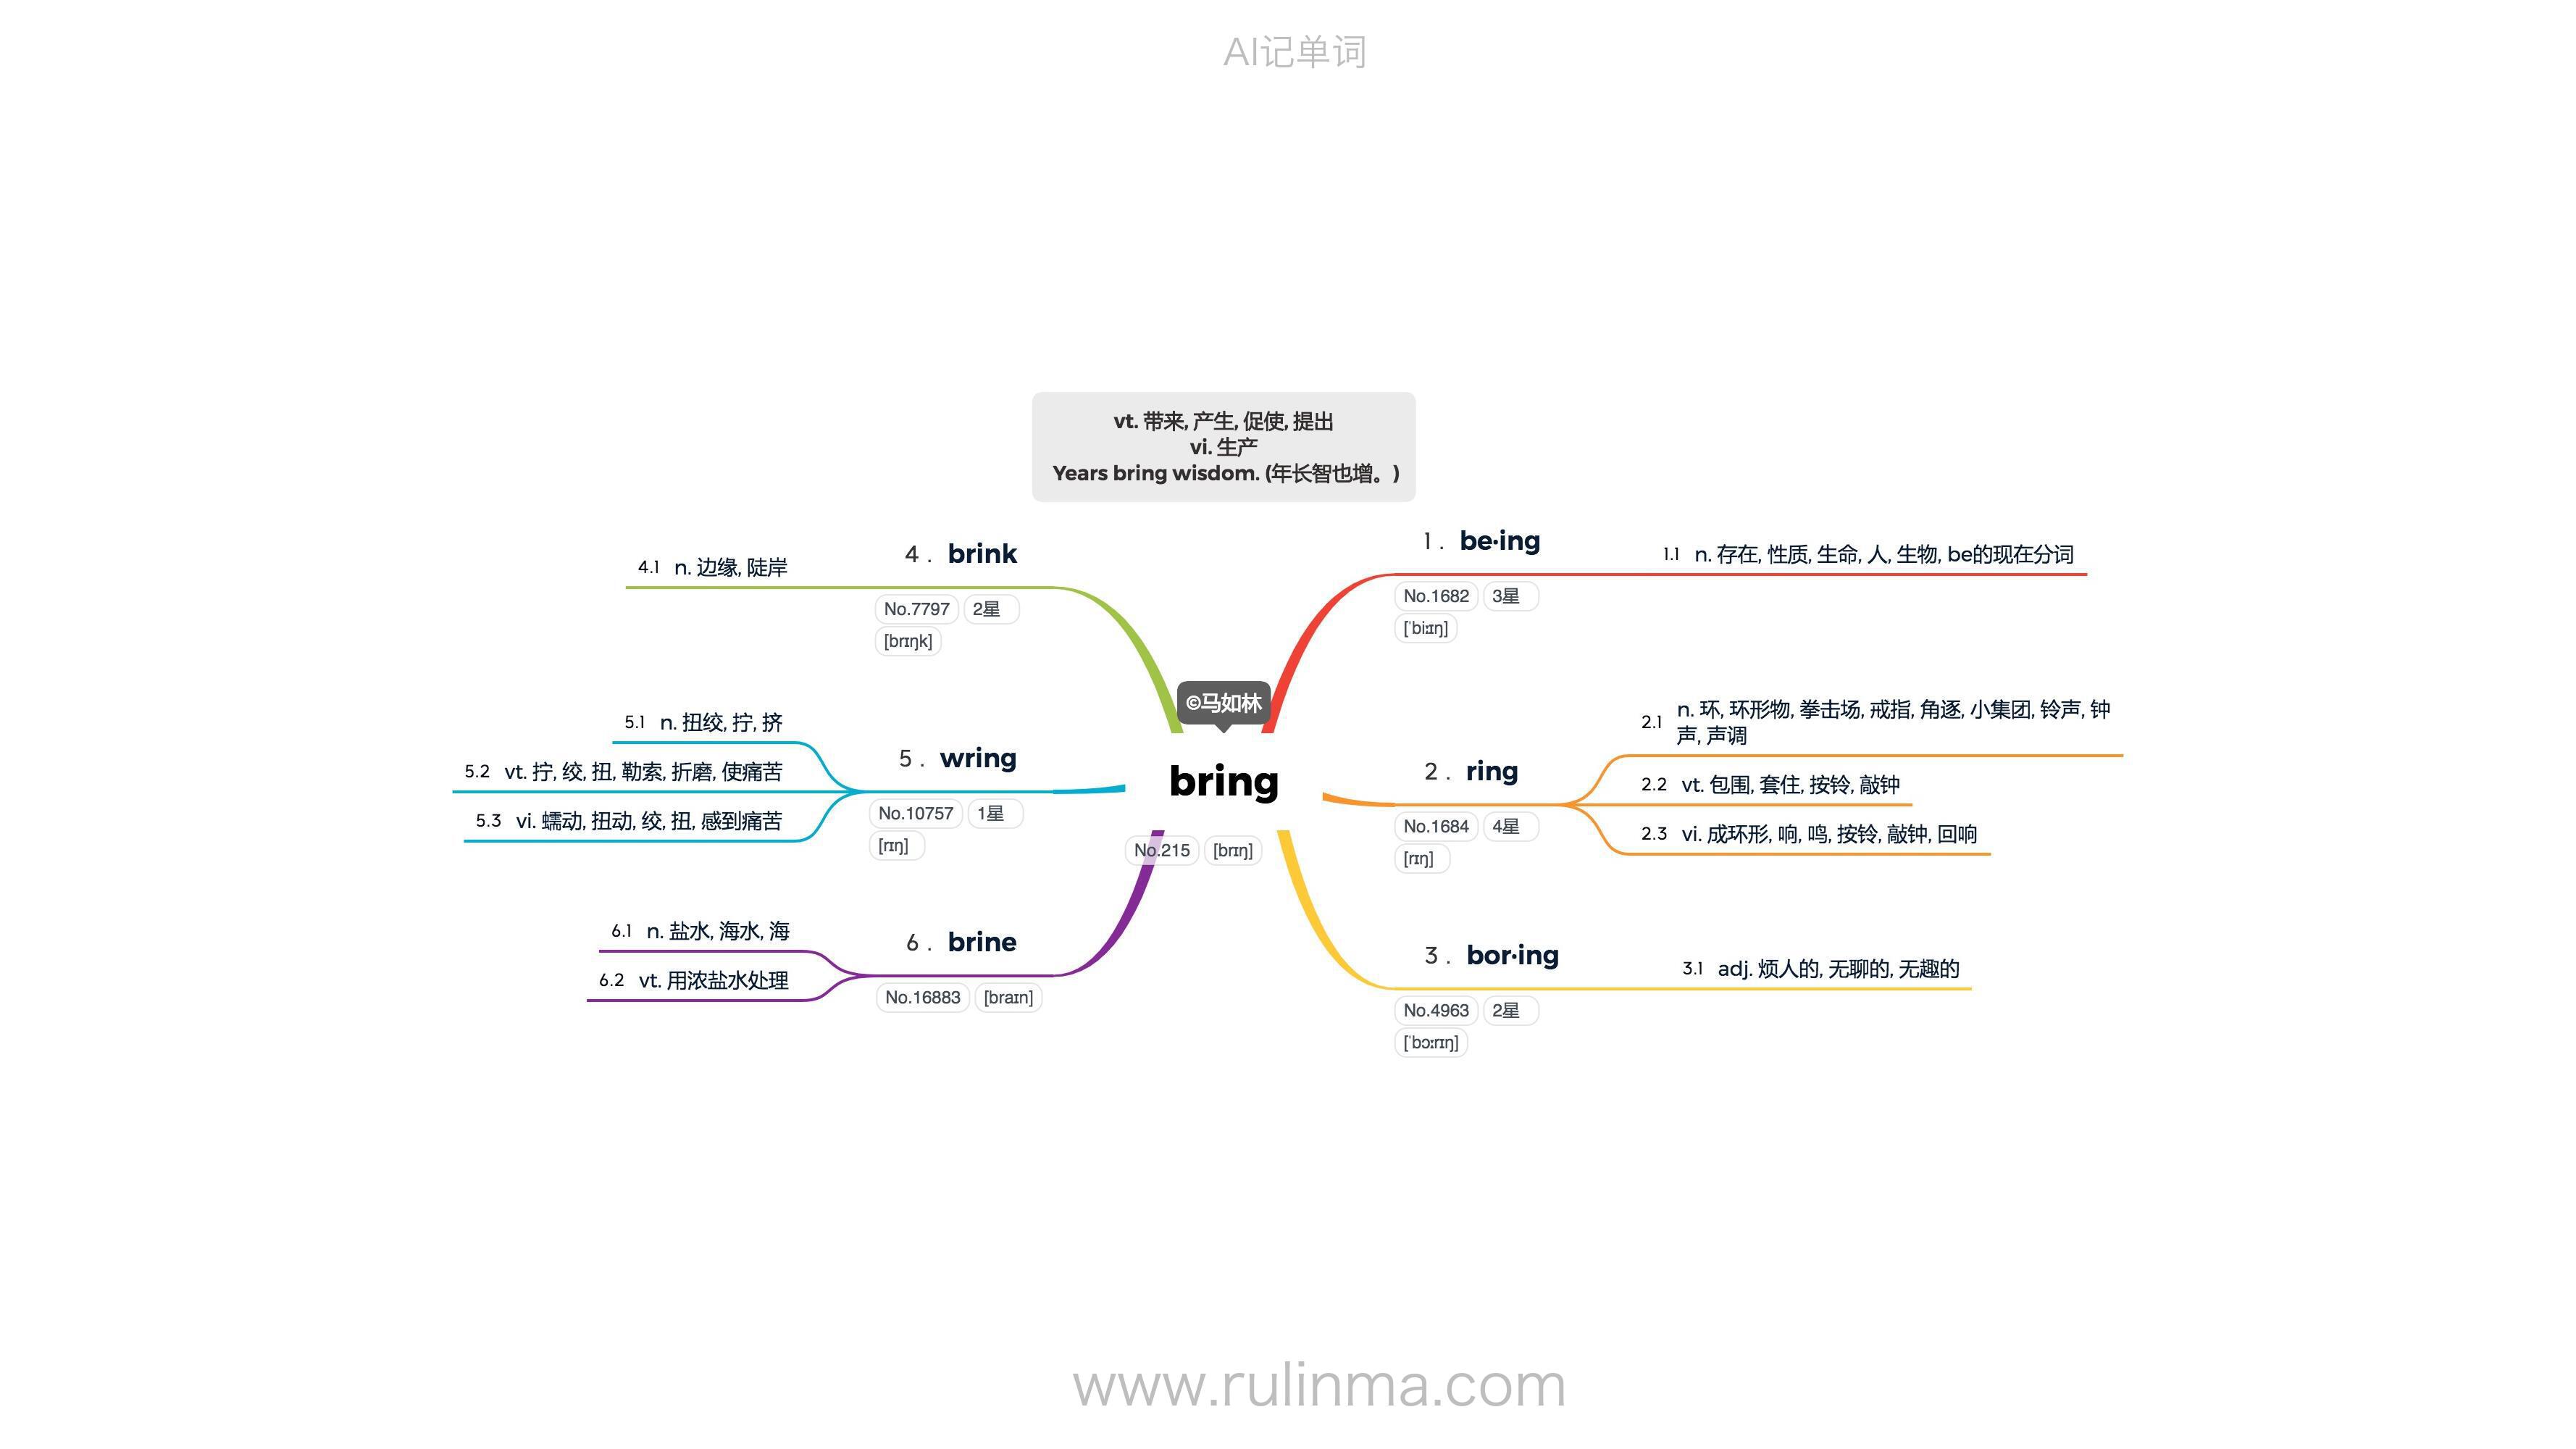 AI记单词
vt. 带来, 产生, 促使, 提出
vi. 生产
Years bring wisdom. (年长智也增。)
©马如林
bring
No.215 [brɪŋ]
1. be·ing
No.1682 3星
[ˈbiːɪŋ]
1.1 n. 存在, 性质, 生命, 人, 生物, be的现在分词
2. ring
No.1684 4星
[rɪŋ]
2.1 n. 环, 环形物, 拳击场, 戒指, 角逐, 小集团, 铃声, 钟
声, 声调
2.2 vt. 包围, 套住, 按铃, 敲钟
2.3 vi. 成环形, 响, 鸣, 按铃, 敲钟, 回响
3. bor·ing
No.4963 2星
[ˈbɔːrɪŋ]
3.1 adj. 烦人的, 无聊的, 无趣的
4. brink
No.7797 2星
[brɪŋk]
4.1 n. 边缘, 陡岸
5. wring
No.10757 1星
[rɪŋ]
5.1 n. 扭绞, 拧, 挤
5.2 vt. 拧, 绞, 扭, 勒索, 折磨, 使痛苦
5.3 vi. 蠕动, 扭动, 绞, 扭, 感到痛苦
6. brine
No.16883 [braɪn]
6.1 n. 盐水, 海水, 海
6.2 vt. 用浓盐水处理
www.rulinma.com